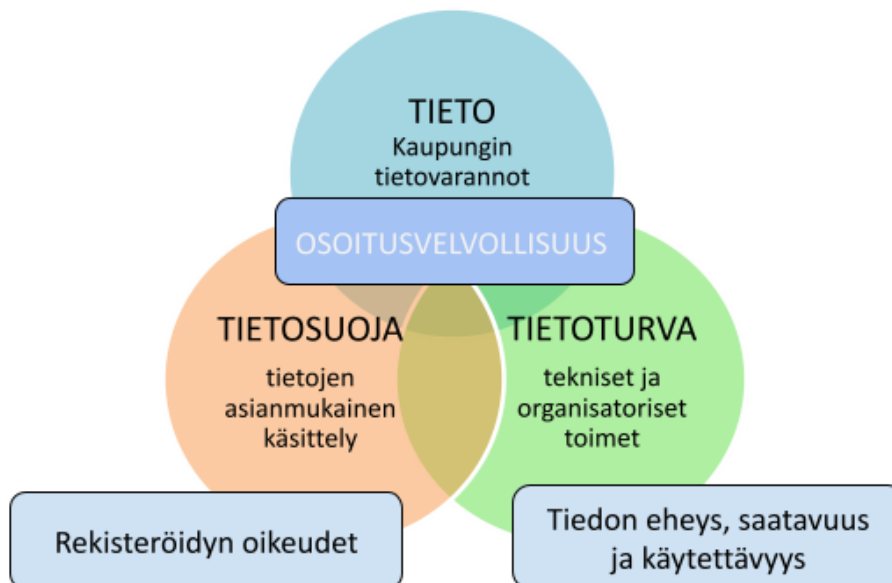 TIETO
Kaupungin
tietovarannot
OSOITUSVELVOLLISUUS
TIETOSUOJA
tietojen
asianmukainen
käsittely
TIETOTURVA
tekniset ja
organisatoriset
toimet
Rekisteröidyn oikeudet
Tiedon eheys, saatavuus
ja käytettävyys